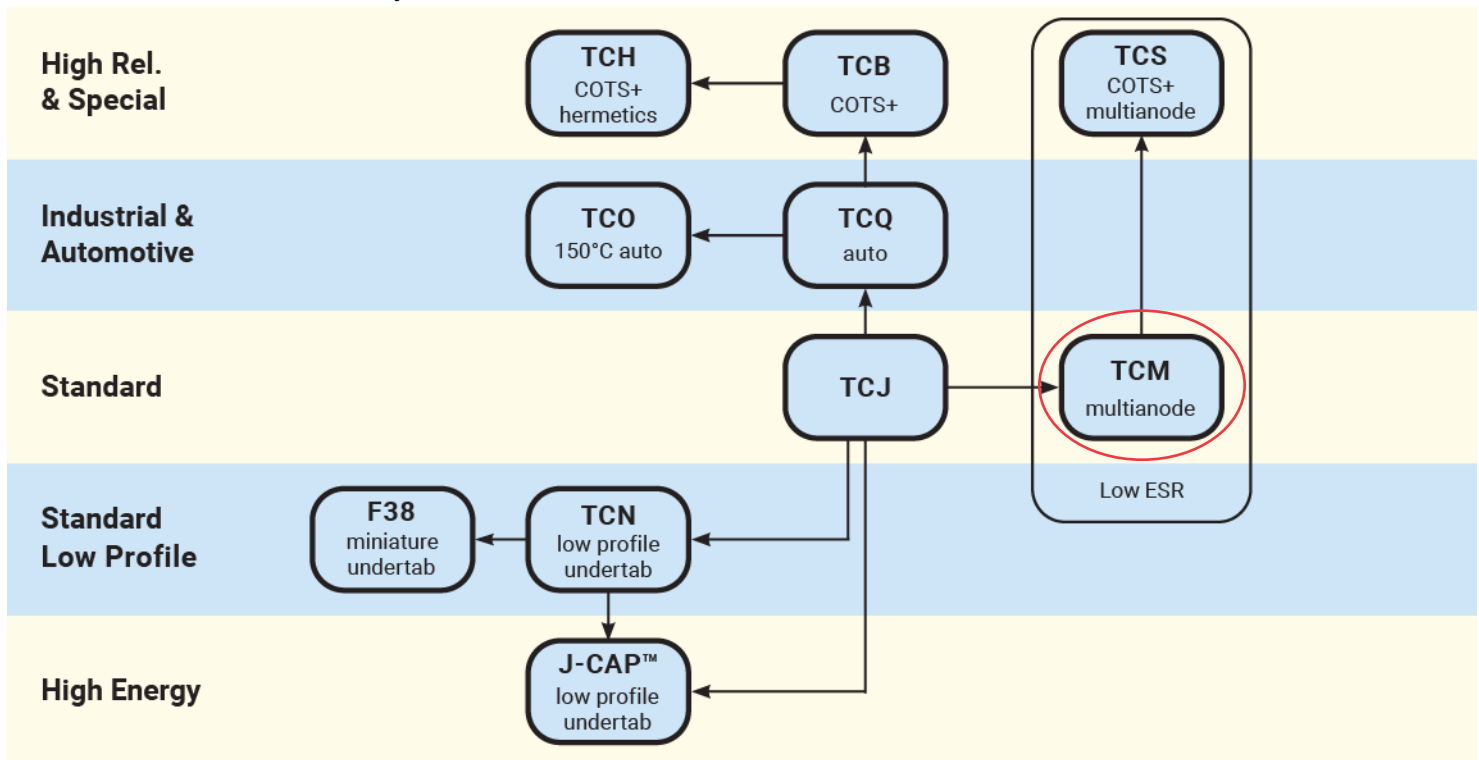 High Rel.
& Special
TCH
COTS+
hermetics
TCB
COTS+
TCS
COTS+
multianode
Industrial &
Automotive
TCO
150°C auto
TCQ
auto
Standard
TCJ
TCM
multianode
Low ESR
Standard
Low Profile
F38
miniature
undertab
TCN
low profile
undertab
High Energy
J-CAP™
low profile
undertab